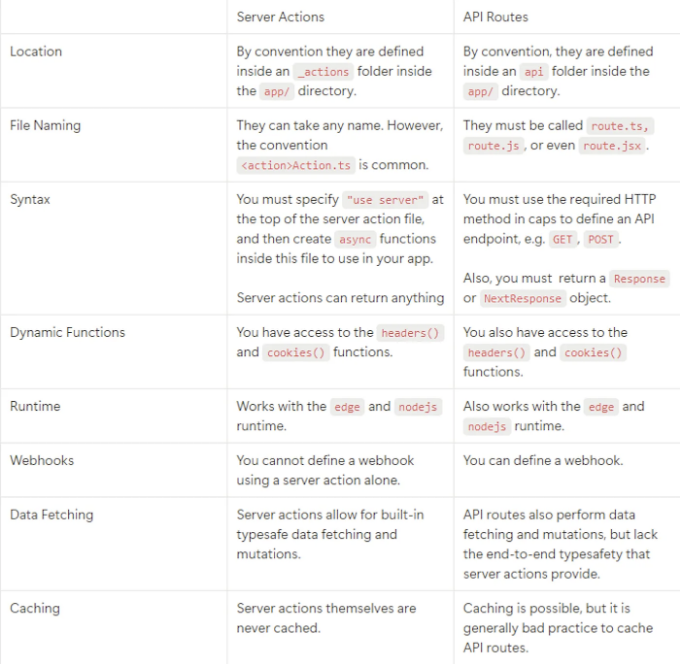 Server Actions
API Routes
Location
By convention they are defined
inside an _actions folder inside
the app/ directory.
By convention, they are defined
inside an api folder inside the
app/ directory.
File Naming
They can take any name. However,
the convention
<action>Action.ts is common.
They must be called route.ts,
route.js, or even route.jsx.
Syntax
You must specify "use server" at
the top of the server action file,
and then create async functions
inside this file to use in your app.
Server actions can return anything
You must use the required HTTP
method in caps to define an API
endpoint, e.g. GET, POST.
Also, you must return a Response
or NextResponse object.
Dynamic Functions
You have access to the headers()
and cookies() functions.
You also have access to the
headers() and cookies()
functions.
Runtime
Works with the edge and nodejs
runtime.
Also works with the edge and
nodejs runtime.
Webhooks
You cannot define a webhook
using a server action alone.
You can define a webhook.
Data Fetching
Server actions allow for built-in
typesafe data fetching and
mutations.
API routes also perform data
fetching and mutations, but lack
the end-to-end typesafety that
server actions provide.
Caching
Server actions themselves are
never cached.
Caching is possible, but it is
generally bad practice to cache
API routes.